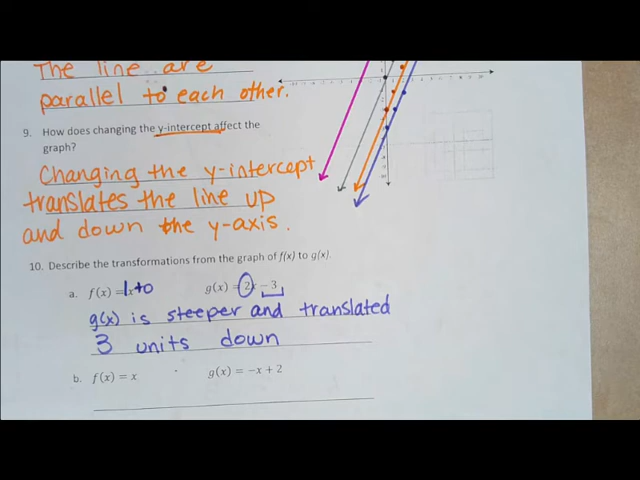 The line are
parallel to each other.
9. How does changing the y-intercept affect the
graph?
Changing the y-intercept
translates the line up
and down the y-axis.
10. Describe the transformations from the graph of f(x) to g(x).
a. f(x) = 1x+0 g(x) = 2x − 3
g(x) is steeper and translated
3 units down
b. f(x) = x g(x) = −x + 2